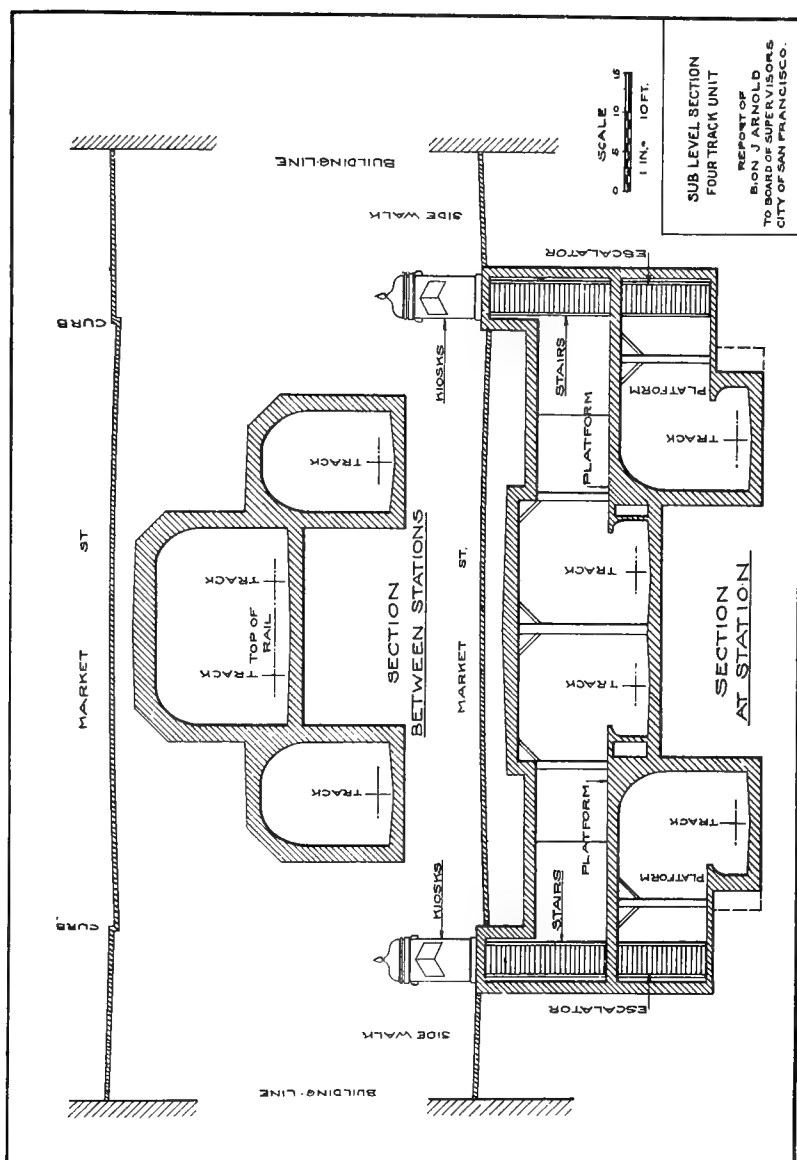 BUILDING-LINE
SIDE WALK
CURB
CURB
MARKET ST
TRACK
TRACK
TRACK
TRACK
TOP OF
RAIL
SECTION
BETWEEN STATIONS
BUILDING-LINE
SIDE WALK
KIOSKS
KIOSKS
MARKET ST.
STAIRS
STAIRS
PLATFORM
PLATFORM
ESCALATOR
ESCALATOR
PLATFORM
PLATFORM
TRACK
TRACK
TRACK
TRACK
SECTION
AT STATION
SCALE
0 5 10 15
1 IN.= 10 FT.
SUB LEVEL SECTION
FOUR TRACK UNIT
REPORT OF
BION J ARNOLD
TO BOARD OF SUPERVISORS
CITY OF SAN FRANCISCO.